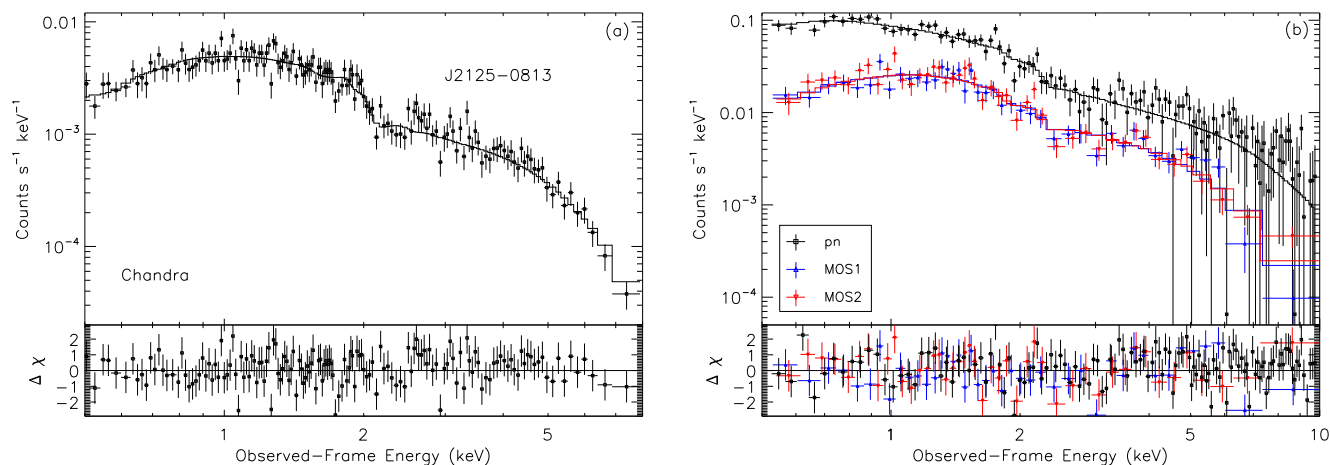 (a)
J2125−0813
Chandra
0.01
10⁻³
10⁻⁴
Counts s⁻¹ keV⁻¹
2
1
0
−1
−2
Δ χ
1
2
5
Observed−Frame Energy (keV)
(b)
0.1
0.01
10⁻³
10⁻⁴
Counts s⁻¹ keV⁻¹
pn
MOS1
MOS2
2
1
0
−1
−2
Δ χ
1
2
5
10
Observed−Frame Energy (keV)